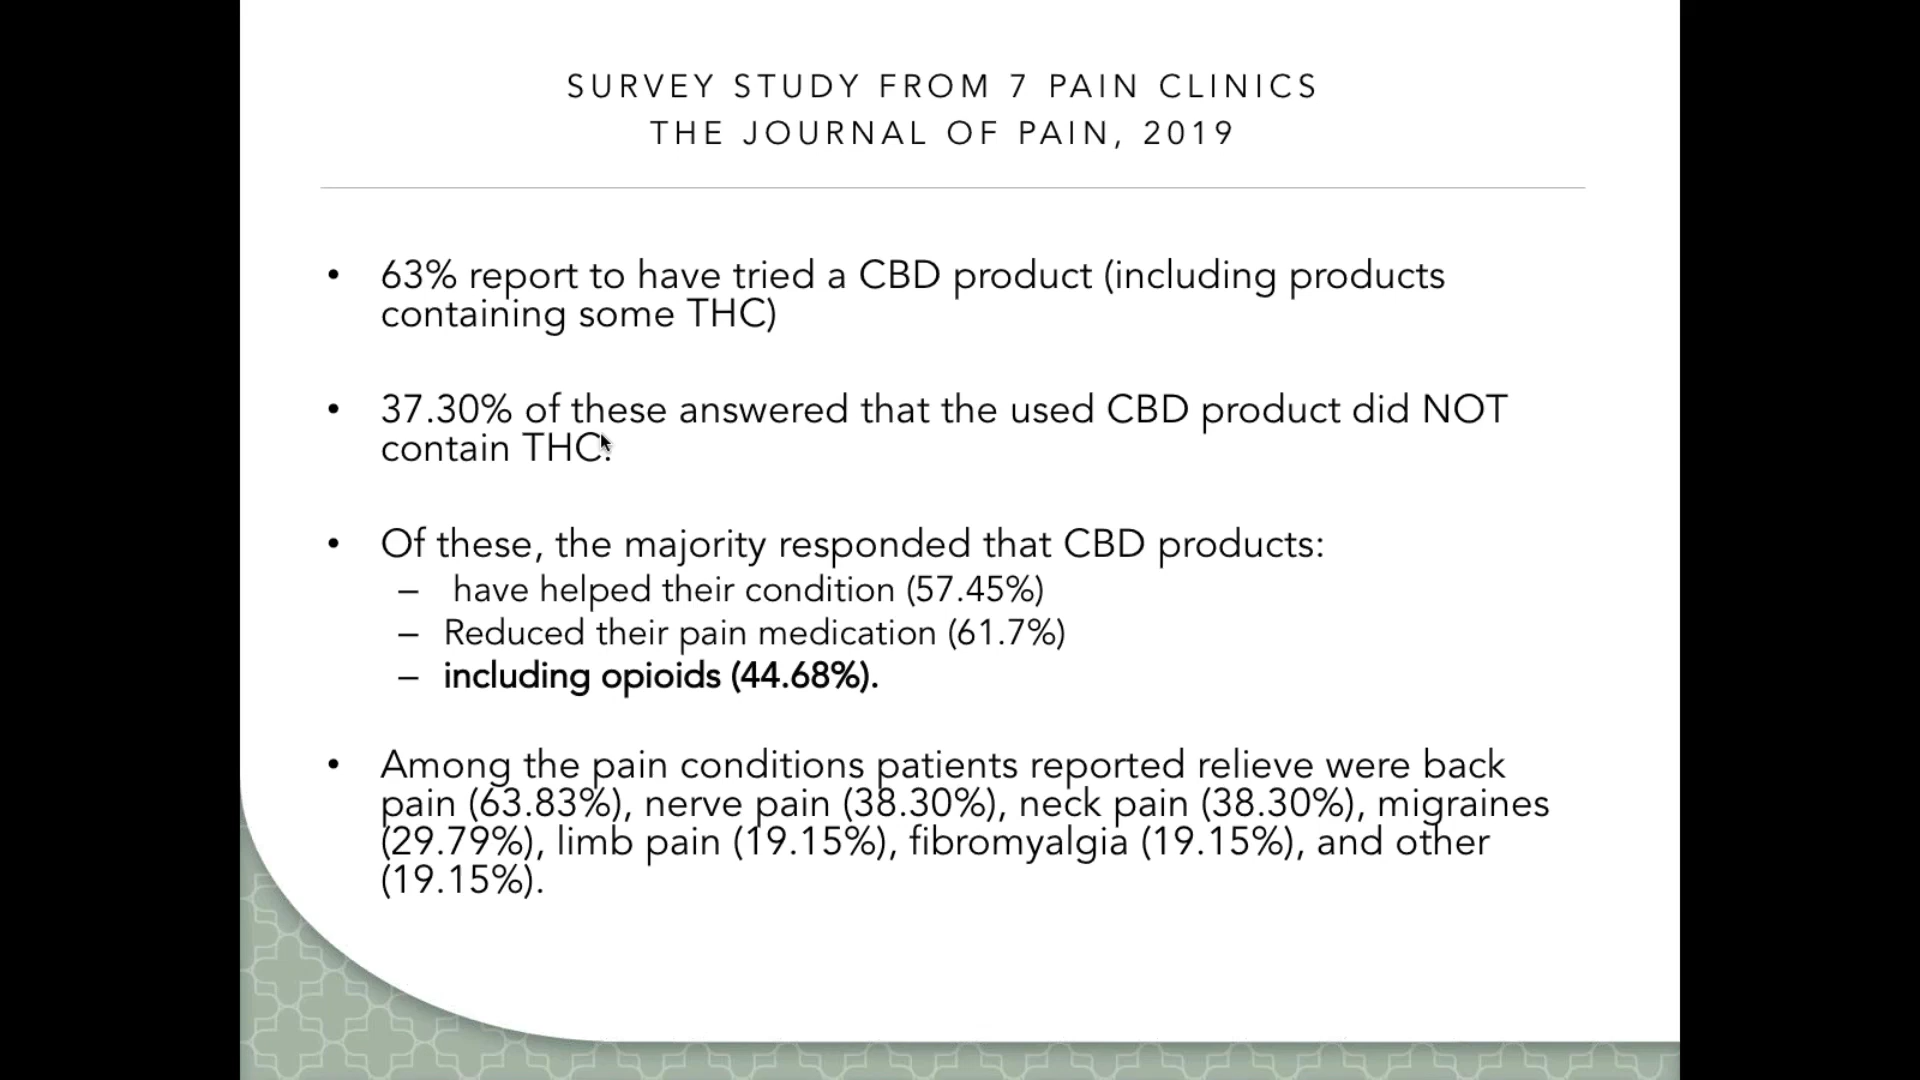 SURVEY STUDY FROM 7 PAIN CLINICS
THE JOURNAL OF PAIN, 2019
• 63% report to have tried a CBD product (including products
containing some THC)
• 37.30% of these answered that the used CBD product did NOT
contain THC.
• Of these, the majority responded that CBD products:
– have helped their condition (57.45%)
– Reduced their pain medication (61.7%)
– including opioids (44.68%).
• Among the pain conditions patients reported relieve were back
pain (63.83%), nerve pain (38.30%), neck pain (38.30%), migraines
(29.79%), limb pain (19.15%), fibromyalgia (19.15%), and other
(19.15%).